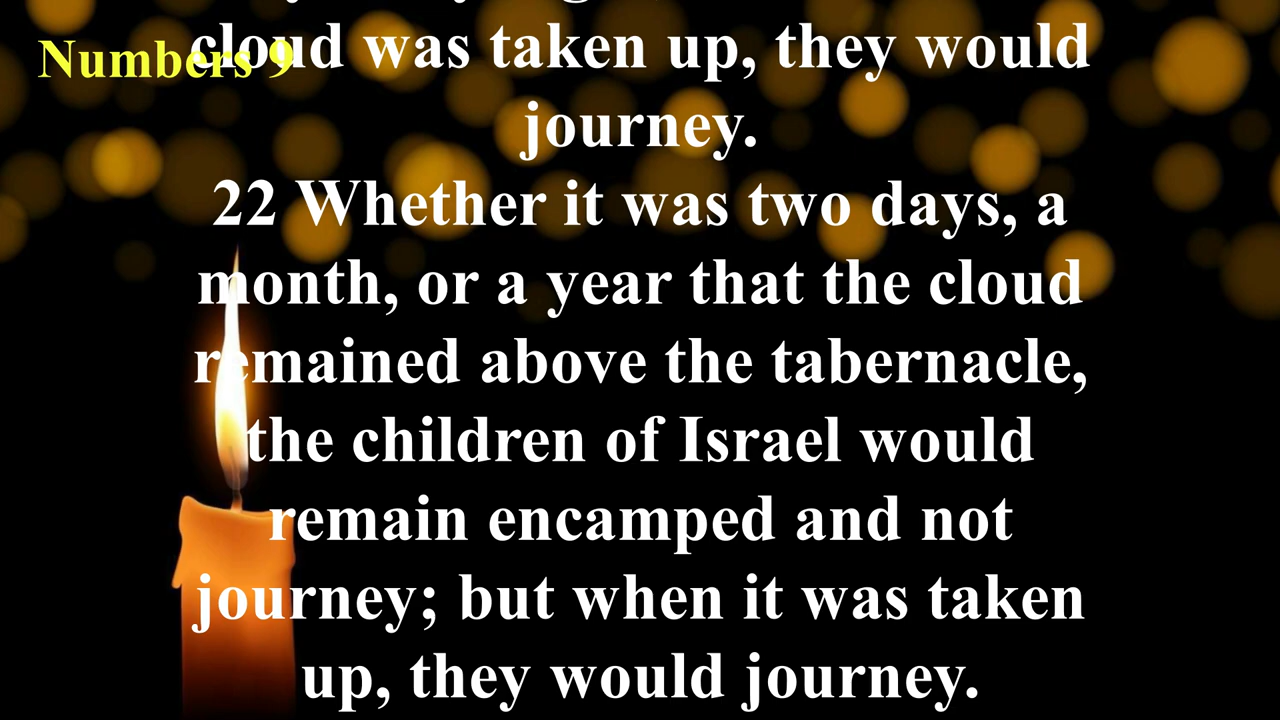 Numbers 9
cloud was taken up, they would
journey.
22 Whether it was two days, a
month, or a year that the cloud
remained above the tabernacle,
the children of Israel would
remain encamped and not
journey; but when it was taken
up, they would journey.